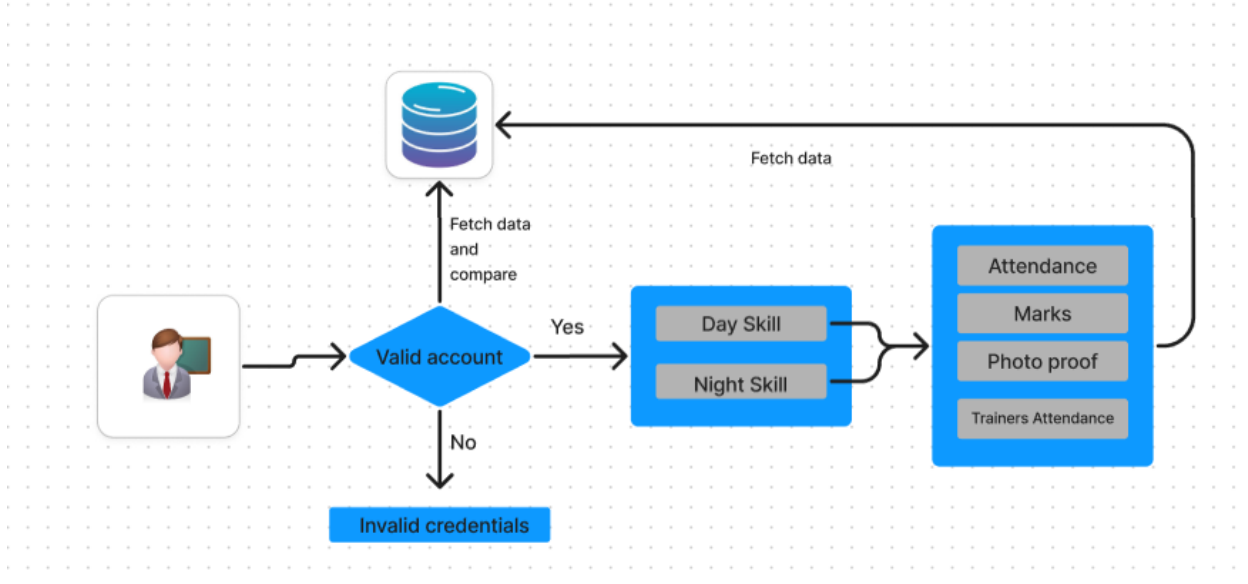 Fetch data
Fetch data
and
compare
Valid account
Yes
No
Invalid credentials
Day Skill
Night Skill
Attendance
Marks
Photo proof
Trainers Attendance